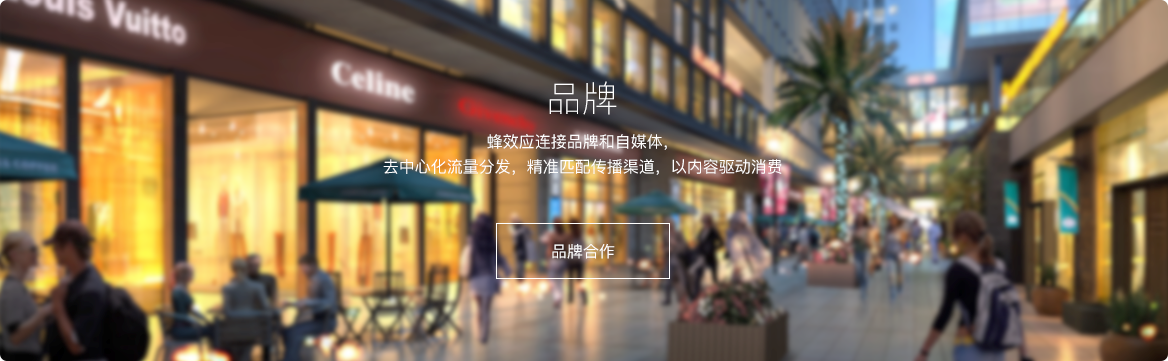 ouis Vuitto
Celine
品牌
蜂效应连接品牌和自媒体，
去中心化流量分发，精准匹配传播渠道，以内容驱动消费
品牌合作